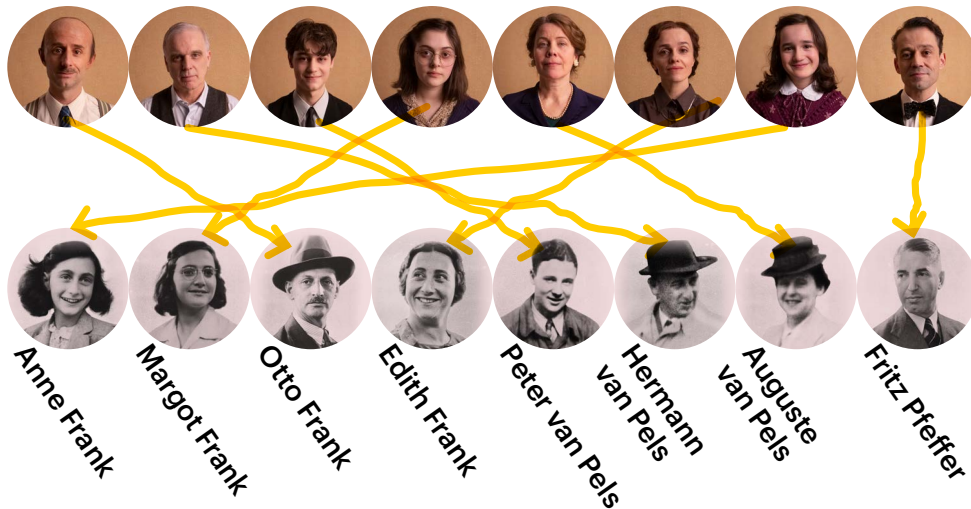 Anne Frank
Margot Frank
Otto Frank
Edith Frank
Peter van Pels
Hermann
van Pels
Auguste
van Pels
Fritz Pfeffer